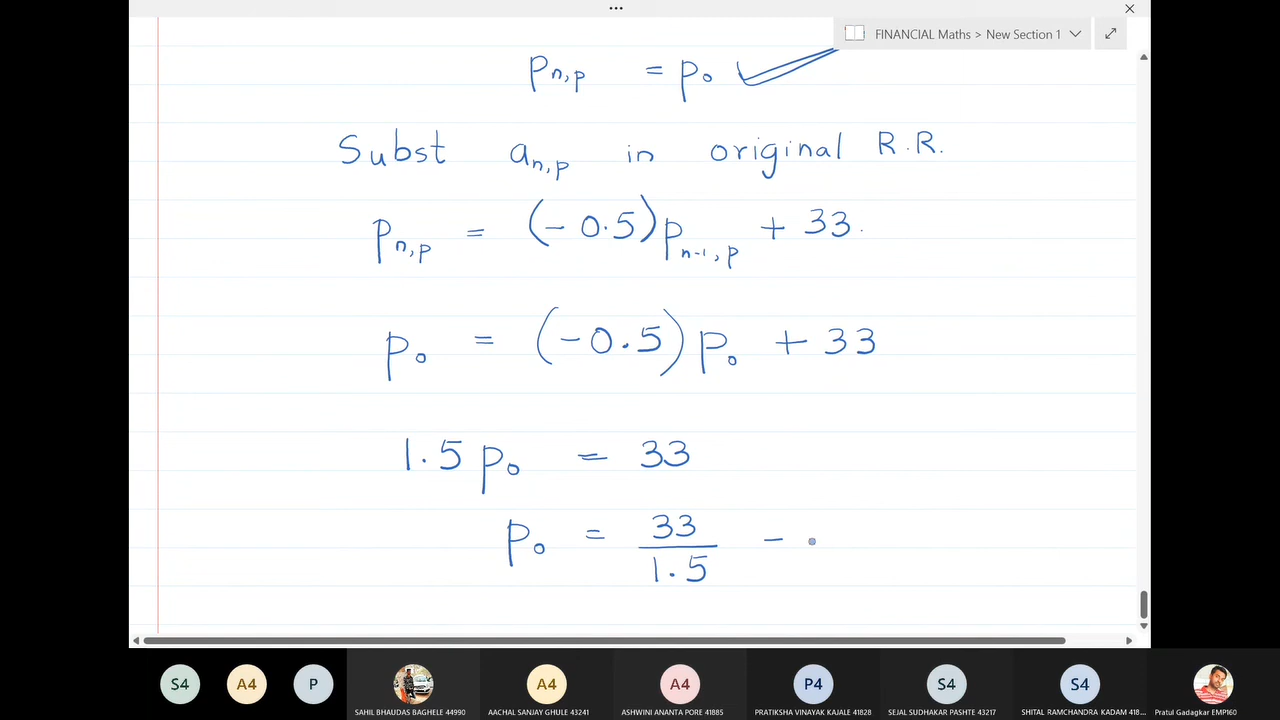 FINANCIAL Maths > New Section 1
pn,p = p0
Subst an,p in original R.R.
pn,p = (-0.5)pn-1,p + 33.
p0 = (-0.5)p0 + 33
1.5 p0 = 33
p0 = 33/1.5 -
S4 A4 P A4 A4 P4 S4 S4
SAHIL BHAUDAS BAGHELE 44990 AACHAL SANJAY GHULE 43241 ASHWINI ANANTA PORE 41885 PRATIKSHA VINAYAK KAJALE 41828 SEJAL SUDHAKAR PASHTE 43217 SHITAL RAMCHANDRA KADAM 418... Pratul Gadagkar EMP160